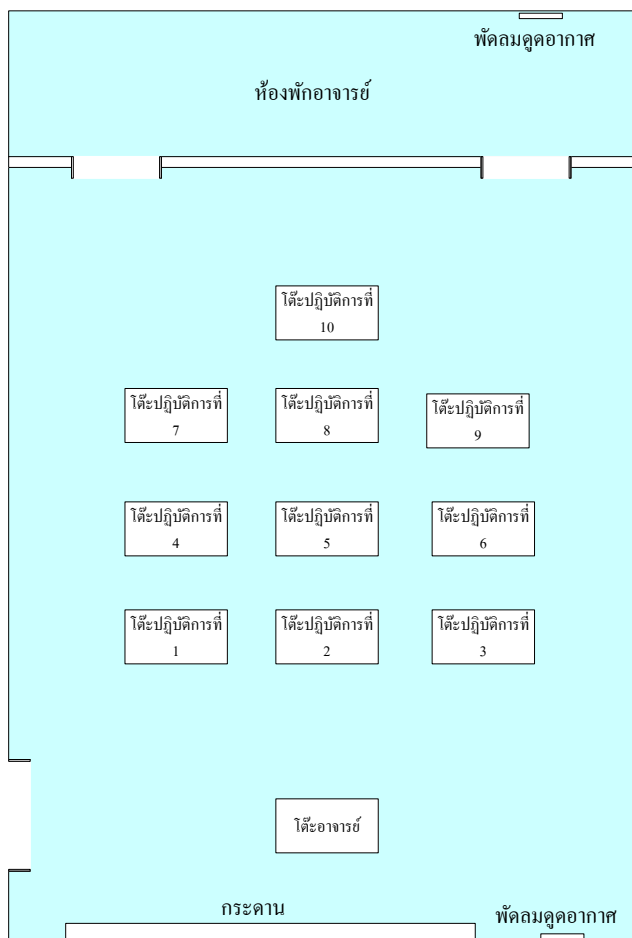 พัดลมดูดอากาศ
ห้องพักอาจารย์
โต๊ะปฏิบัติการที่
10
โต๊ะปฏิบัติการที่
7
โต๊ะปฏิบัติการที่
8
โต๊ะปฏิบัติการที่
9
โต๊ะปฏิบัติการที่
4
โต๊ะปฏิบัติการที่
5
โต๊ะปฏิบัติการที่
6
โต๊ะปฏิบัติการที่
1
โต๊ะปฏิบัติการที่
2
โต๊ะปฏิบัติการที่
3
โต๊ะอาจารย์
กระดาน
พัดลมดูดอากาศ